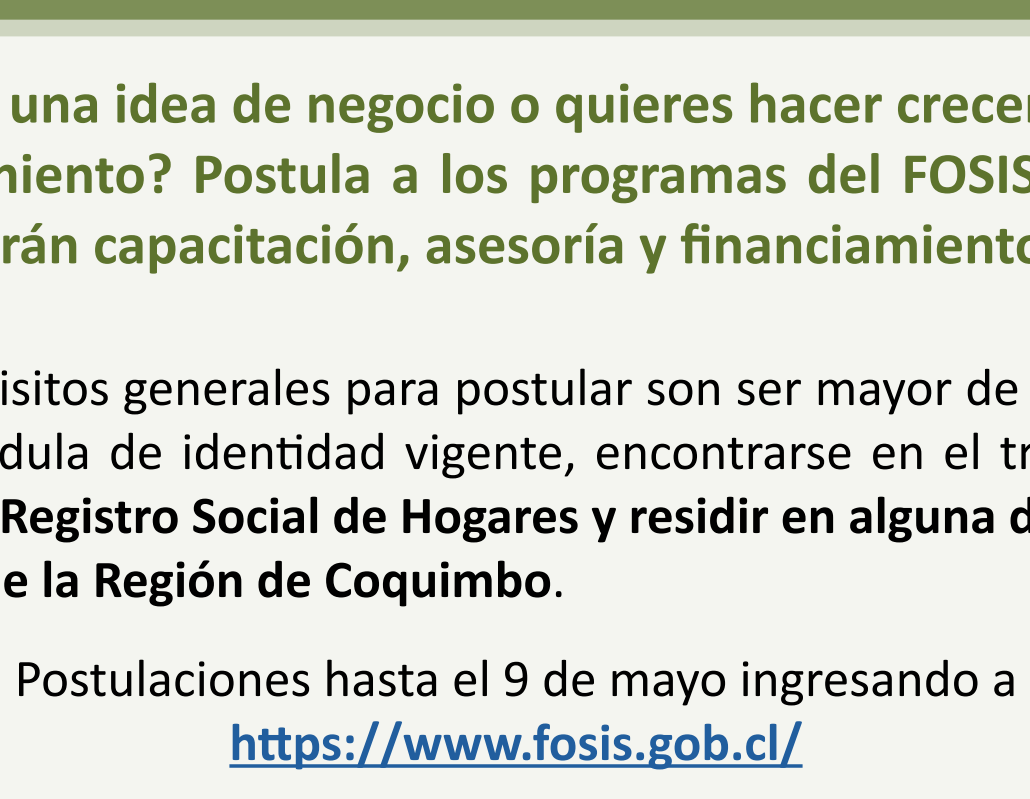 una idea de negocio o quieres hacer crecer
miento? Postula a los programas del FOSIS
rán capacitación, asesoría y financiamiento
isitos generales para postular son ser mayor de
dula de identidad vigente, encontrarse en el tr
Registro Social de Hogares y residir en alguna d
e la Región de Coquimbo.
Postulaciones hasta el 9 de mayo ingresando a
https://www.fosis.gob.cl/